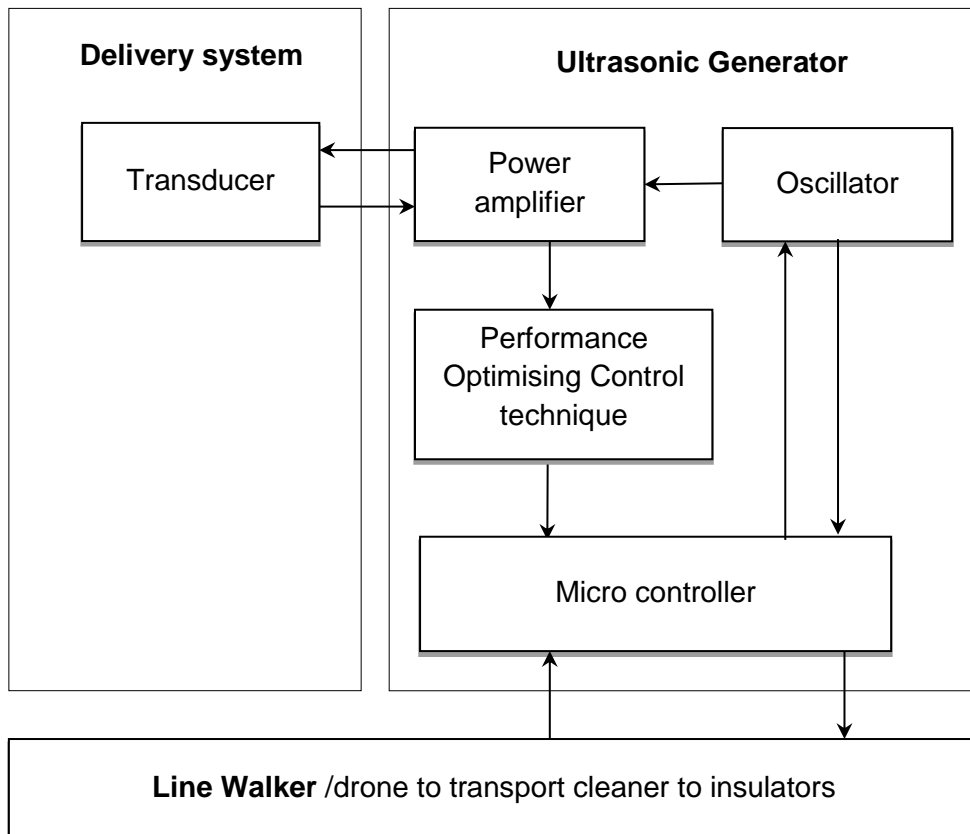 Delivery system
Ultrasonic Generator
Transducer
Power
amplifier
Oscillator
Performance
Optimising Control
technique
Micro controller
Line Walker /drone to transport cleaner to insulators